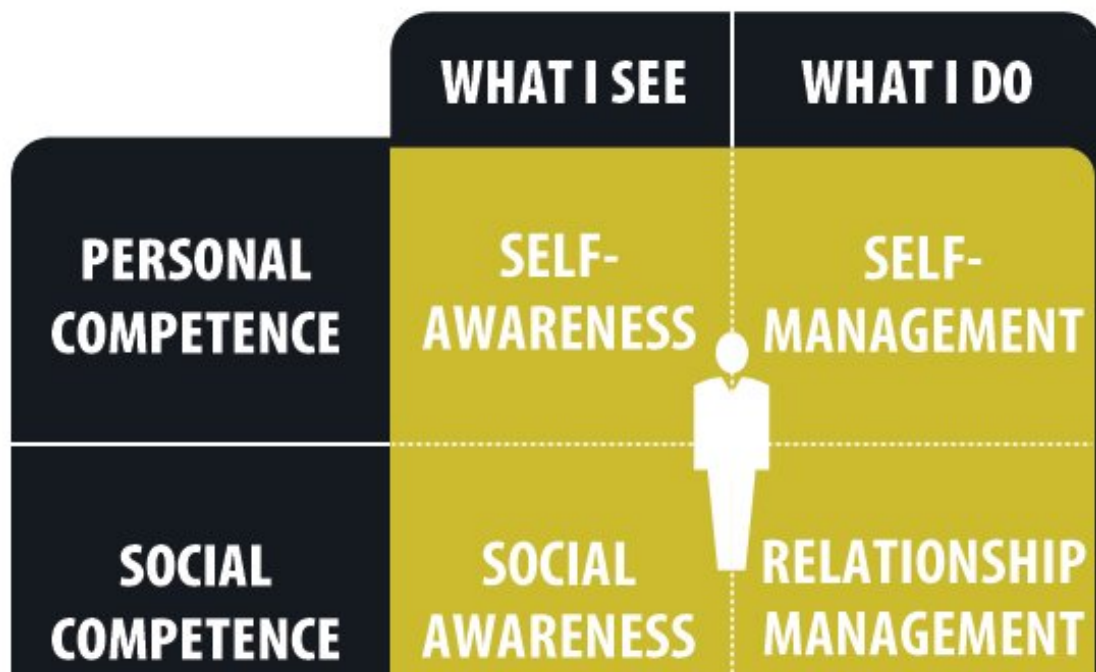 WHAT I SEE
WHAT I DO
PERSONAL
COMPETENCE
SELF-
AWARENESS
SELF-
MANAGEMENT
SOCIAL
COMPETENCE
SOCIAL
AWARENESS
RELATIONSHIP
MANAGEMENT